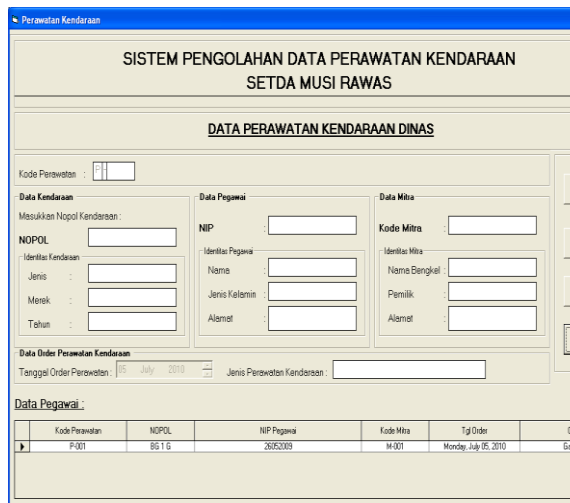 Perawatan Kendaraan
SISTEM PENGOLAHAN DATA PERAWATAN KENDARAAN
SETDA MUSI RAWAS
DATA PERAWATAN KENDARAAN DINAS
Kode Perawatan : P-
Data Kendaraan
Masukkan Nopol Kendaraan :
NOPOL
Identitas Kendaraan
Jenis :
Merek :
Tahun :
Data Pegawai
NIP :
Identitas Pegawai
Nama :
Jenis Kelamin :
Alamat :
Data Mitra
Kode Mitra :
Identitas Mitra
Nama Bengkel :
Pemilik :
Alamat :
Data Order Perawatan Kendaraan
Tanggal Order Perawatan : 05 July 2010 Jenis Perawatan Kendaraan :
Data Pegawai :
Kode Perawatan NOPOL NIP Pegawai Kode Mitra Tgl Order
P-001 BG 1 G 26052009 M-001 Monday, July 05, 2010